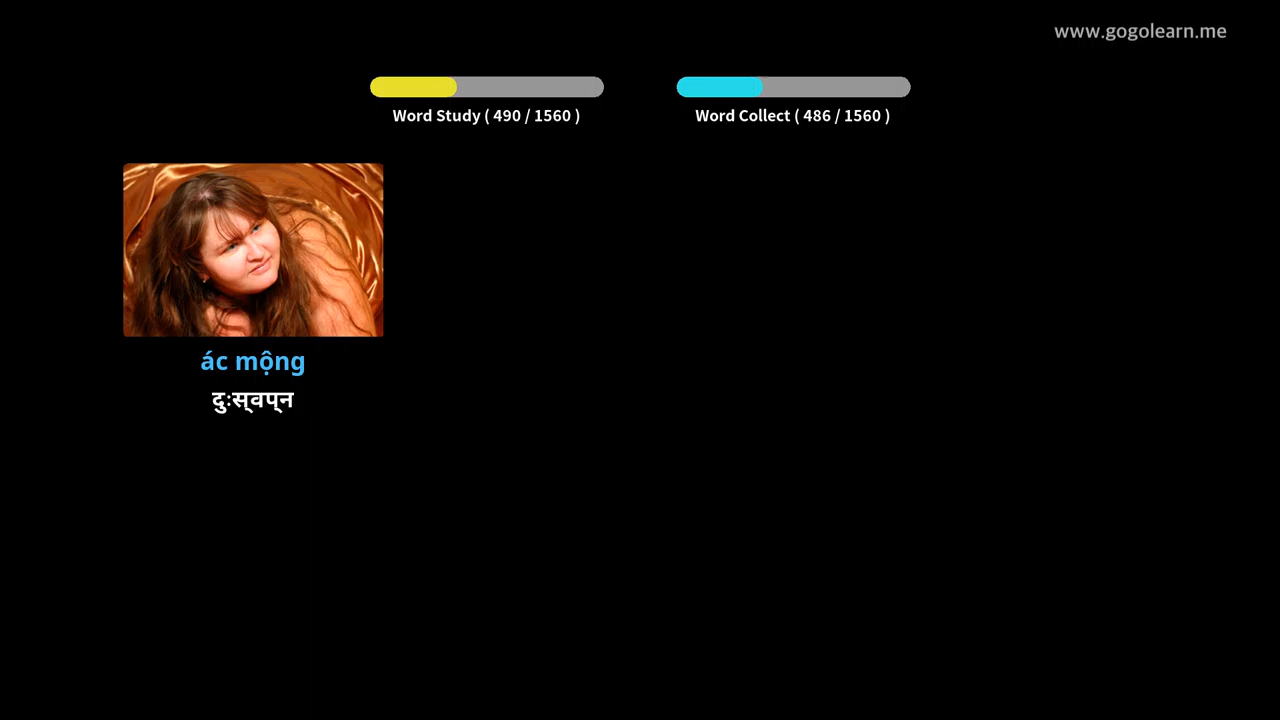 www.gogolearn.me
Word Study ( 490 / 1560 )
Word Collect ( 486 / 1560 )
ác mộng
दुःस्वप्न